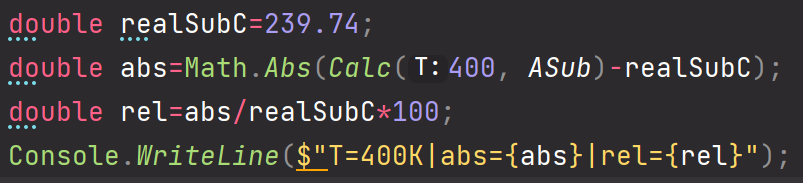 double realSubC=239.74;
double abs=Math.Abs(Calc( T: 400, ASub)-realSubC);
double rel=abs/realSubC*100;
Console.WriteLine($"T=400K|abs={abs}|rel={rel}");